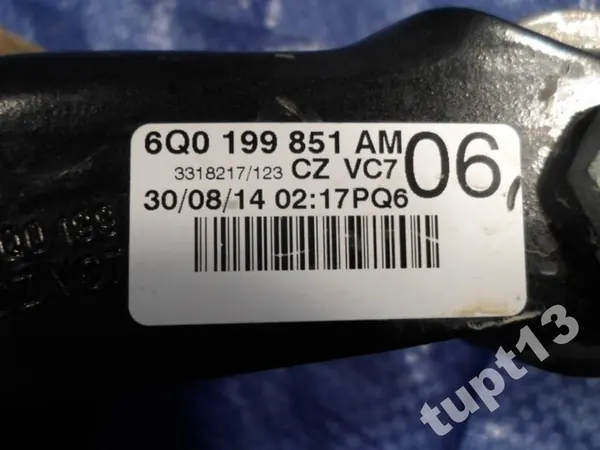 6Q0 199 851 AM 06
3318217/123 CZ VC7
30/08/14 02:17PQ6
tupt13